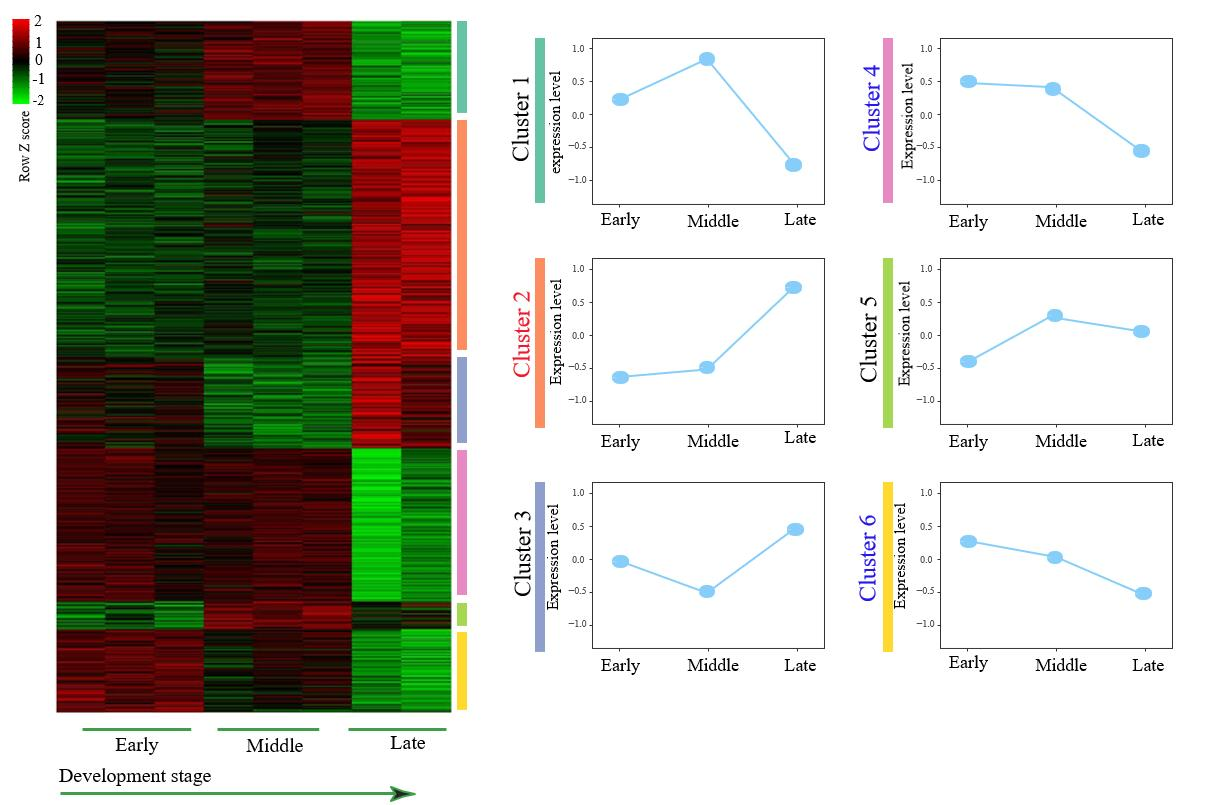 2
1
0
-1
-2
Row Z score
Early
Middle
Late
Development stage
Cluster 1
expression level
1.0
0.5
0.0
−0.5
−1.0
Early
Middle
Late
Cluster 4
Expression level
1.0
0.5
0.0
−0.5
−1.0
Early
Middle
Late
Cluster 2
Expression level
1.0
0.5
0.0
−0.5
−1.0
Early
Middle
Late
Cluster 5
Expression level
1.0
0.5
0.0
−0.5
−1.0
Early
Middle
Late
Cluster 3
Expression level
1.0
0.5
0.0
−0.5
−1.0
Early
Middle
Late
Cluster 6
Expression level
1.0
0.5
0.0
−0.5
−1.0
Early
Middle
Late